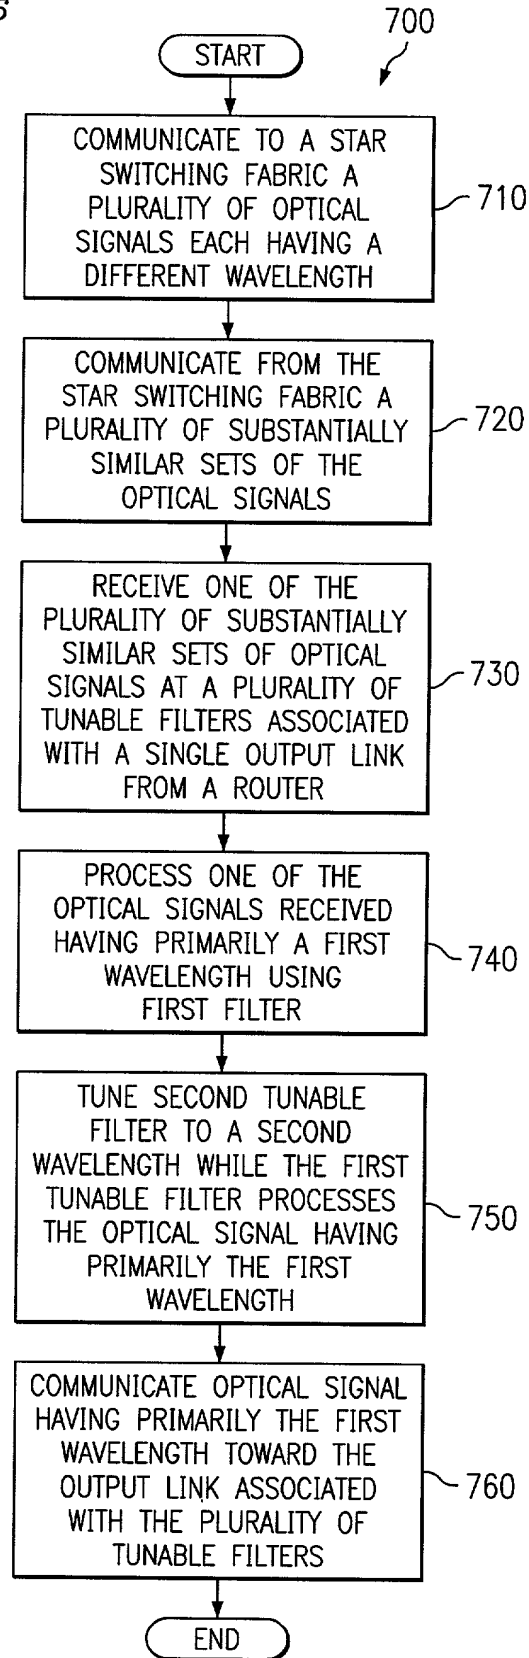 700
START
COMMUNICATE TO A STAR
SWITCHING FABRIC A
PLURALITY OF OPTICAL
SIGNALS EACH HAVING A
DIFFERENT WAVELENGTH
710
COMMUNICATE FROM THE
STAR SWITCHING FABRIC A
PLURALITY OF SUBSTANTIALLY
SIMILAR SETS OF THE
OPTICAL SIGNALS
720
RECEIVE ONE OF THE
PLURALITY OF SUBSTANTIALLY
SIMILAR SETS OF OPTICAL
SIGNALS AT A PLURALITY OF
TUNABLE FILTERS ASSOCIATED
WITH A SINGLE OUTPUT LINK
FROM A ROUTER
730
PROCESS ONE OF THE
OPTICAL SIGNALS RECEIVED
HAVING PRIMARILY A FIRST
WAVELENGTH USING
FIRST FILTER
740
TUNE SECOND TUNABLE
FILTER TO A SECOND
WAVELENGTH WHILE THE FIRST
TUNABLE FILTER PROCESSES
THE OPTICAL SIGNAL HAVING
PRIMARILY THE FIRST
WAVELENGTH
750
COMMUNICATE OPTICAL SIGNAL
HAVING PRIMARILY THE FIRST
WAVELENGTH TOWARD THE
OUTPUT LINK ASSOCIATED
WITH THE PLURALITY OF
TUNABLE FILTERS
760
END